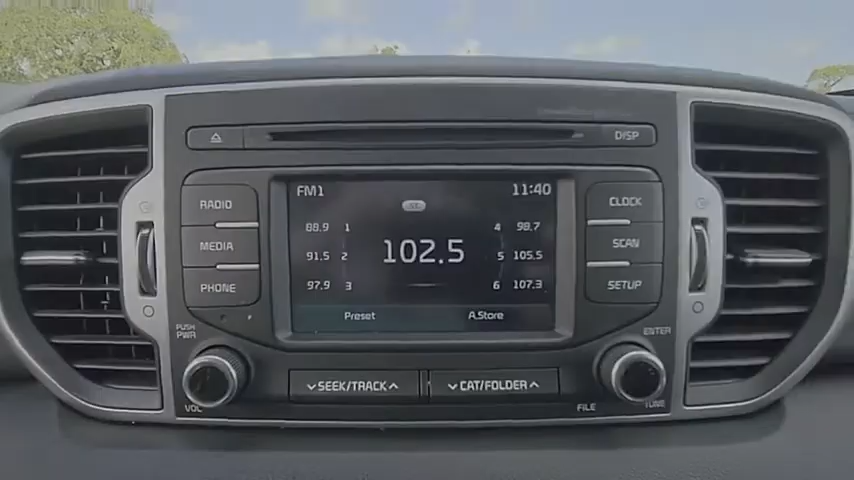 DISP
RADIO
MEDIA
PHONE
FM1
11:40
ST
88.9 1
91.5 2
97.9 3
102.5
4 98.7
5 105.5
6 107.3
Preset
A.Store
CLOCK
SCAN
SETUP
PUSH
PWR
VOL
SEEK/TRACK
CAT/FOLDER
ENTER
FILE
TUNE